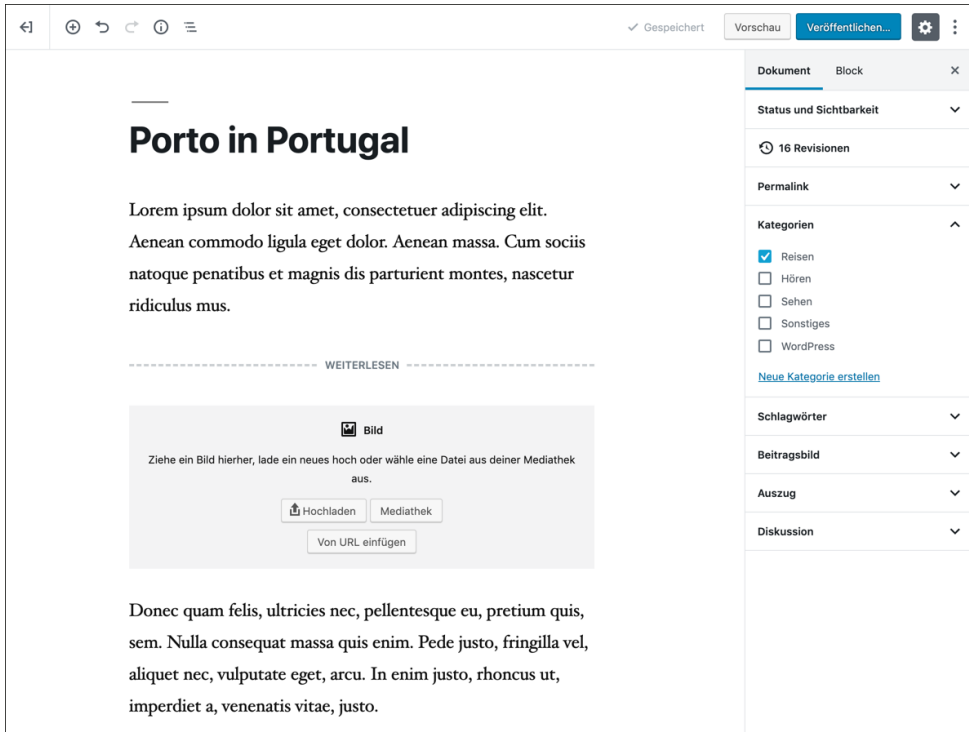 Gespeichert
Vorschau
Veröffentlichen...
Porto in Portugal
Lorem ipsum dolor sit amet, consectetuer adipiscing elit.
Aenean commodo ligula eget dolor. Aenean massa. Cum sociis
natoque penatibus et magnis dis parturient montes, nascetur
ridiculus mus.
WEITERLESEN
Bild
Ziehe ein Bild hierher, lade ein neues hoch oder wähle eine Datei aus deiner Mediathek
aus.
Hochladen
Mediathek
Von URL einfügen
Donec quam felis, ultricies nec, pellentesque eu, pretium quis,
sem. Nulla consequat massa quis enim. Pede justo, fringilla vel,
aliquet nec, vulputate eget, arcu. In enim justo, rhoncus ut,
imperdiet a, venenatis vitae, justo.
Dokument
Block
Status und Sichtbarkeit
16 Revisionen
Permalink
Kategorien
Reisen
Hören
Sehen
Sonstiges
WordPress
Neue Kategorie erstellen
Schlagwörter
Beitragsbild
Auszug
Diskussion